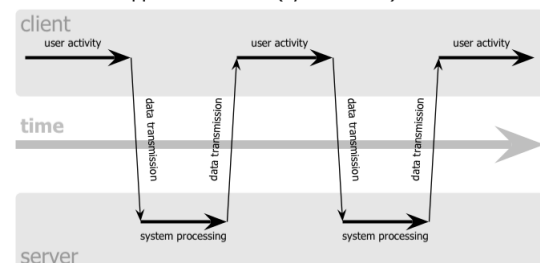 client
user activity
user activity
user activity
data transmission
data transmission
data transmission
data transmission
time
system processing
system processing
server